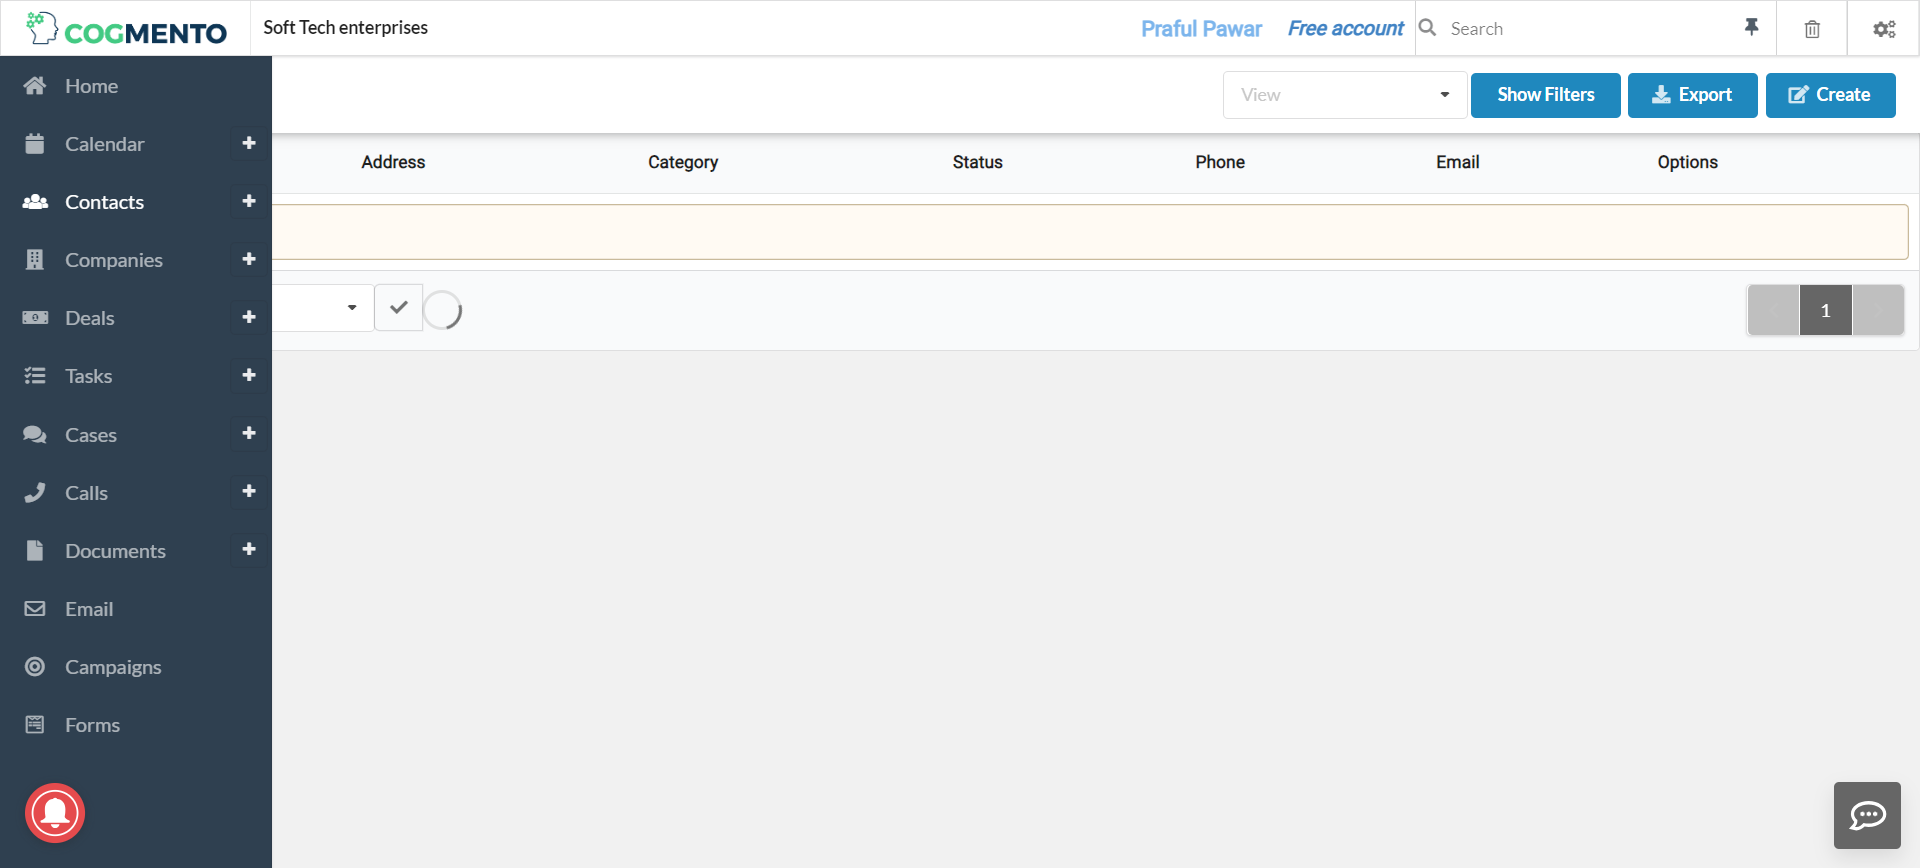 COGMENTO
Soft Tech enterprises
Praful Pawar
Free account
Search
Home
Calendar
Contacts
Companies
Deals
Tasks
Cases
Calls
Documents
Email
Campaigns
Forms
View
Show Filters
Export
Create
Address
Category
Status
Phone
Email
Options
1